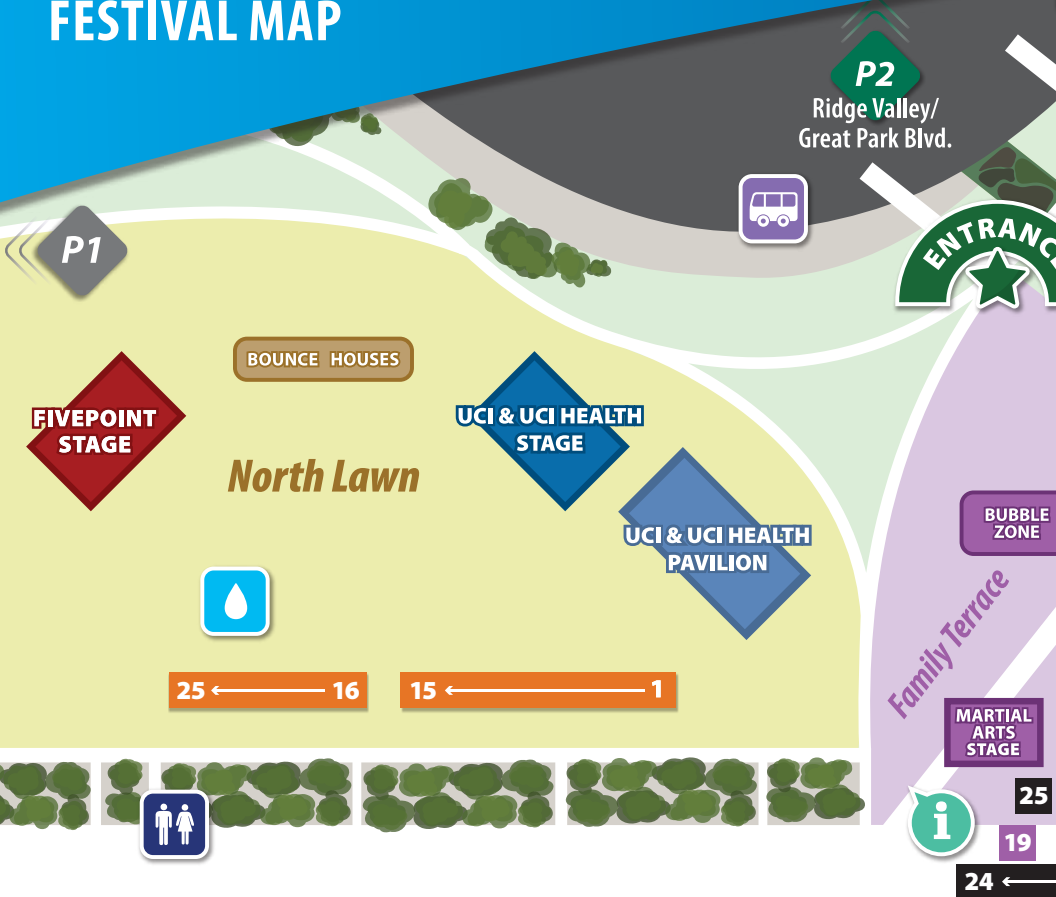 FESTIVAL MAP
P2
Ridge Valley/
Great Park Blvd.
ENTRANCE
P1
BOUNCE HOUSES
FIVEPOINT
STAGE
UCI & UCI HEALTH
STAGE
North Lawn
UCI & UCI HEALTH
PAVILION
BUBBLE
ZONE
Family Terrace
25 ← 16
15 ← 1
MARTIAL
ARTS
STAGE
25
i
19
24 ←